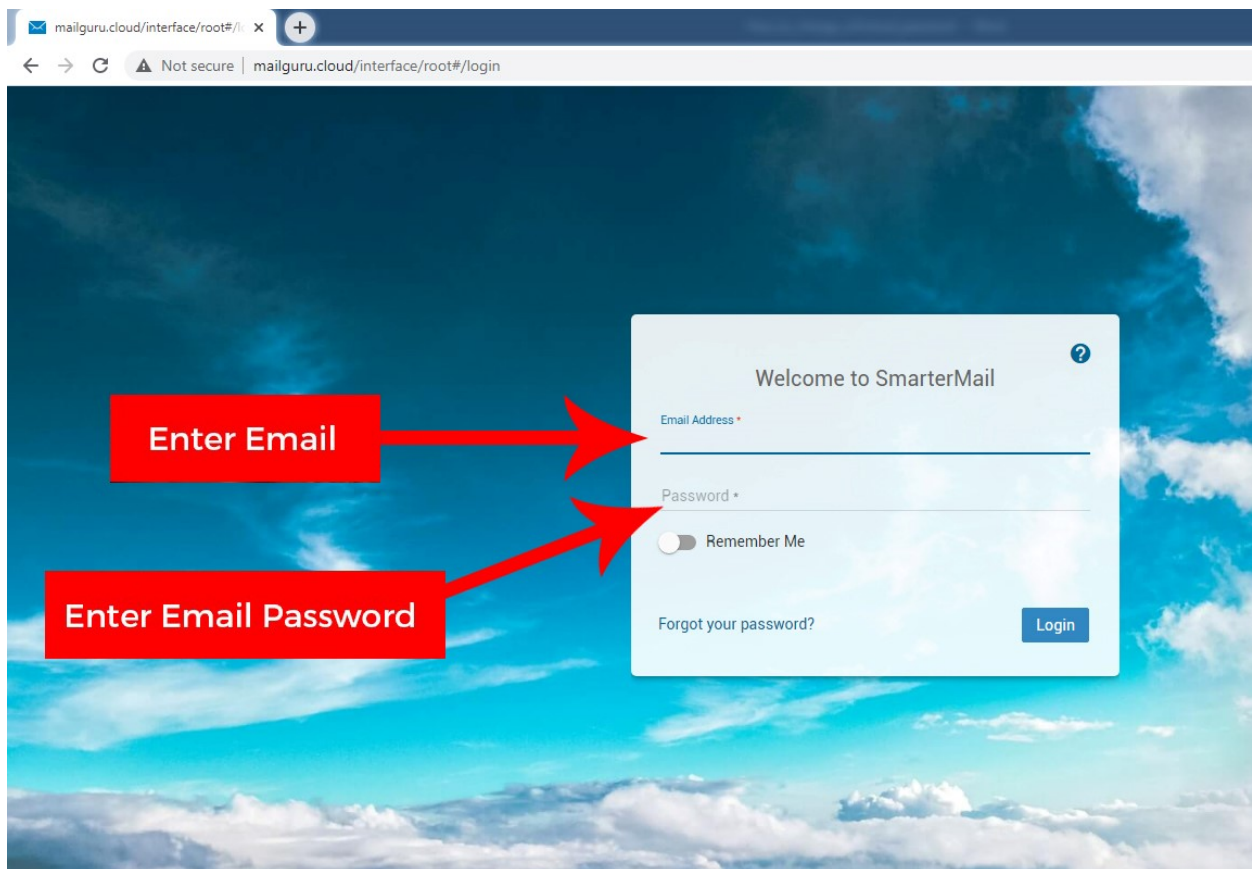 mailguru.cloud/interface/root#/l
Not secure | mailguru.cloud/interface/root#/login
Welcome to SmarterMail
Email Address *
Enter Email
Password *
Remember Me
Enter Email Password
Forgot your password?
Login